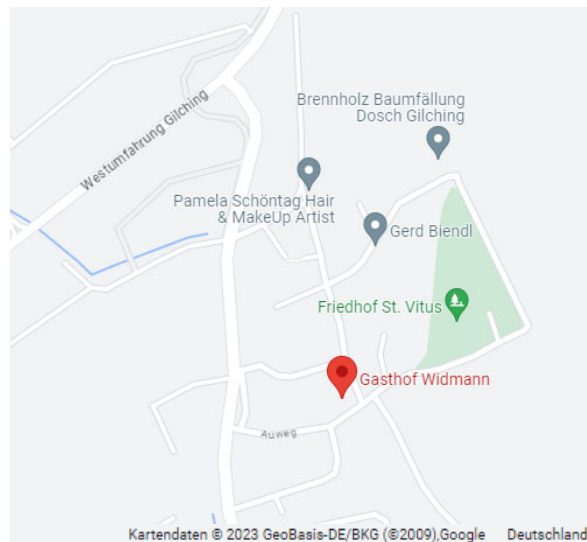 Westumfahrung Gilching
Brennholz Baumfällung
Dosch Gilching
Pamela Schöntag Hair
& MakeUp Artist
Gerd Biendl
Friedhof St. Vitus
Gasthof Widmann
Auweg
Kartendaten © 2023 GeoBasis-DE/BKG (©2009),Google Deutschland